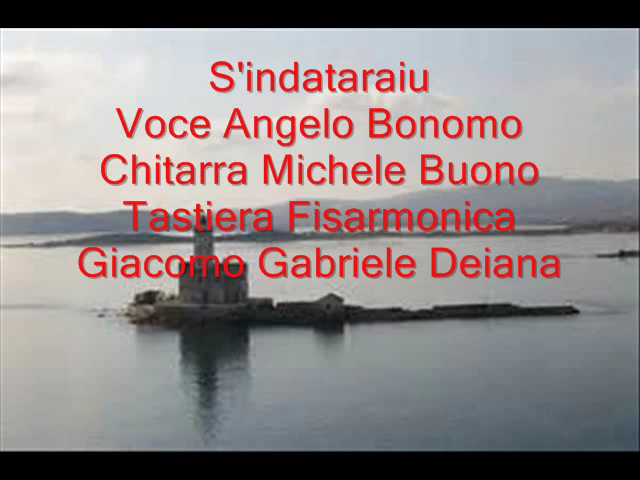 S'indataraiu
Voce Angelo Bonomo
Chitarra Michele Buono
Tastiera Fisarmonica
Giacomo Gabriele Deiana